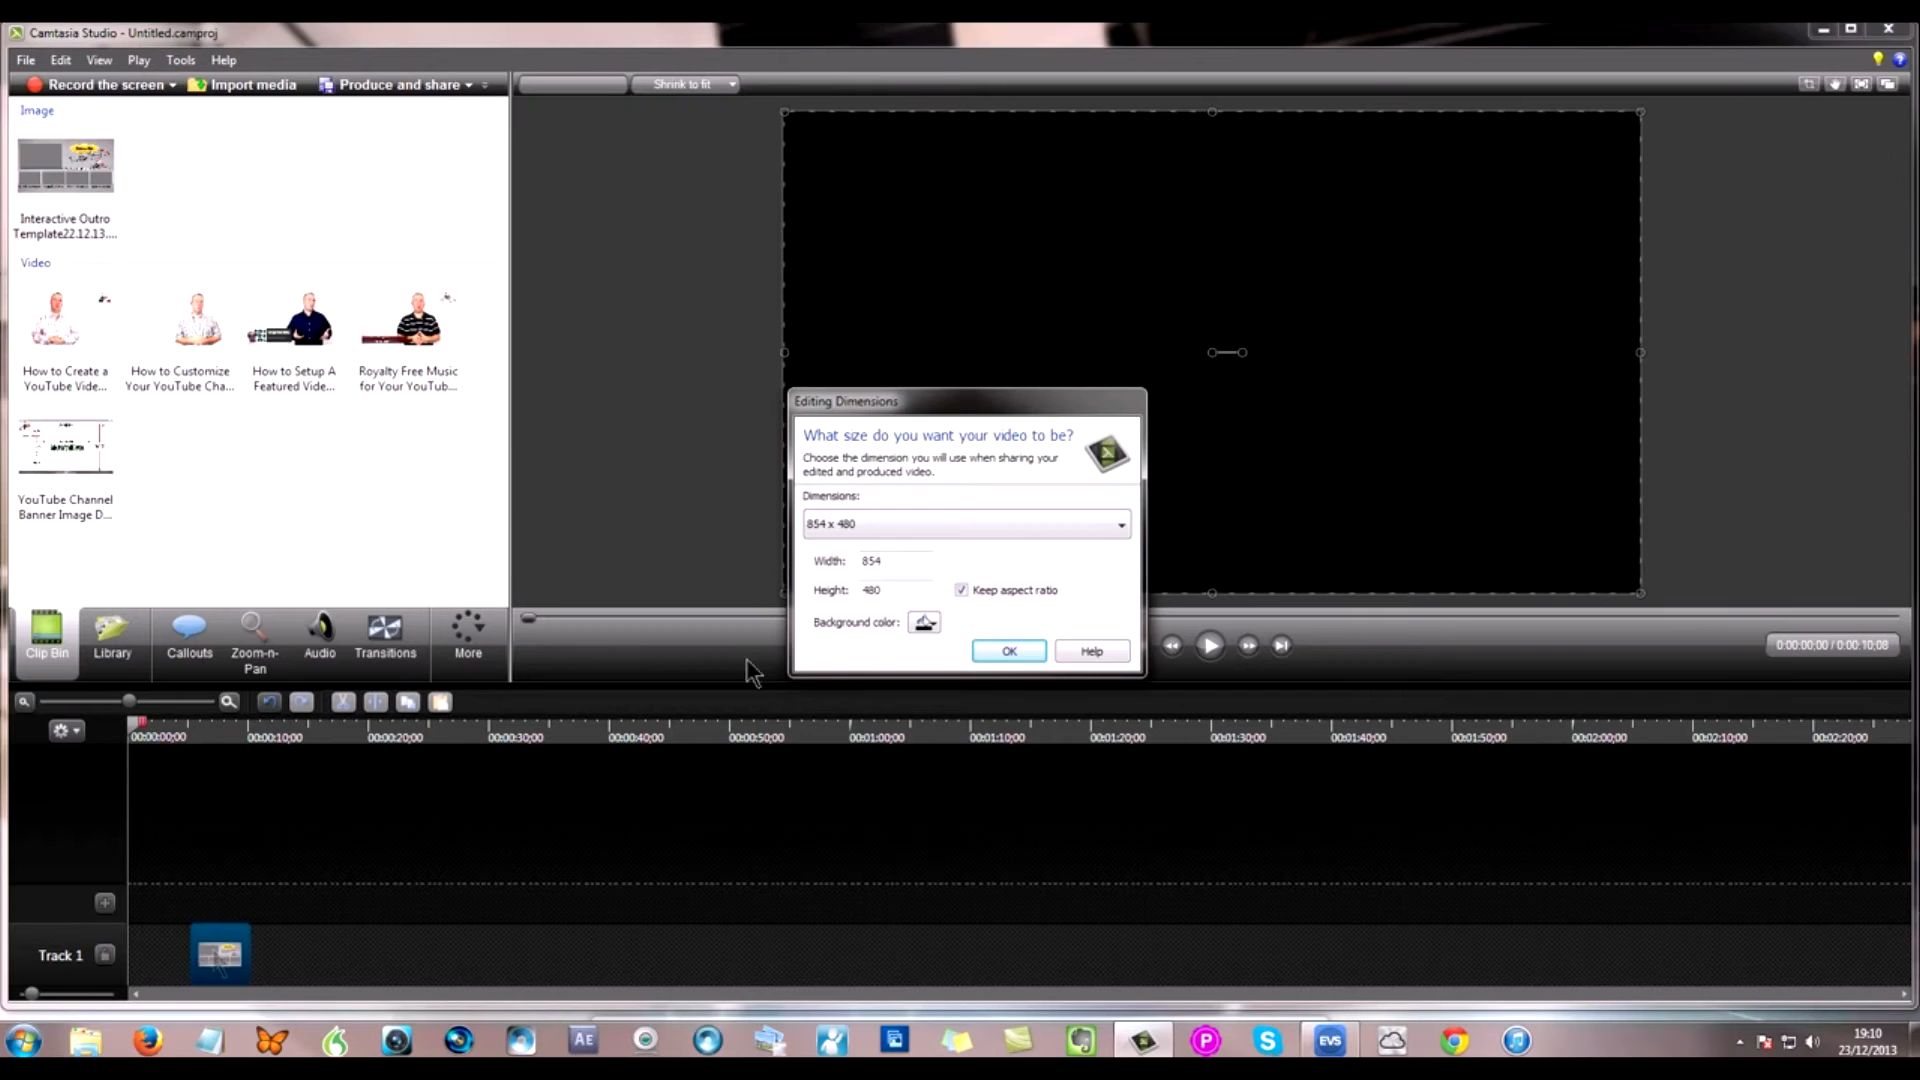 Camtasia Studio - Untitled.camproj
File Edit View Play Tools Help
Record the screen Import media Produce and share
Shrink to fit
Image
Interactive Outro
Template22.12.13....
Video
How to Create a
YouTube Vide...
How to Customize
Your YouTube Cha...
How to Setup A
Featured Vide...
Royalty Free Music
for Your YouTub...
YouTube Channel
Banner Image D...
Editing Dimensions
What size do you want your video to be?
Choose the dimension you will use when sharing your
edited and produced video.
Dimensions:
854 x 480
Width: 854
Height: 480 Keep aspect ratio
Background color:
OK Help
Clip Bin Library Callouts Zoom-n-
Pan Audio Transitions More
0:00:00;00 / 0:00:10;08
00:00:00;00 00:00:10;00 00:00:20;00 00:00:30;00 00:00:40;00 00:00:50;00 00:01:00;00 00:01:10;00 00:01:20;00 00:01:30;00 00:01:40;00 00:01:50;00 00:02:00;00 00:02:10;00 00:02:20;00
Track 1
AE
EVS
19:10
23/12/2013